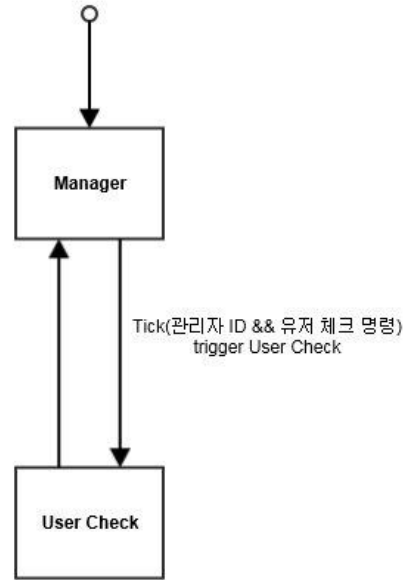 Manager
Tick(관리자 ID && 유저 체크 명령)
trigger User Check
User Check